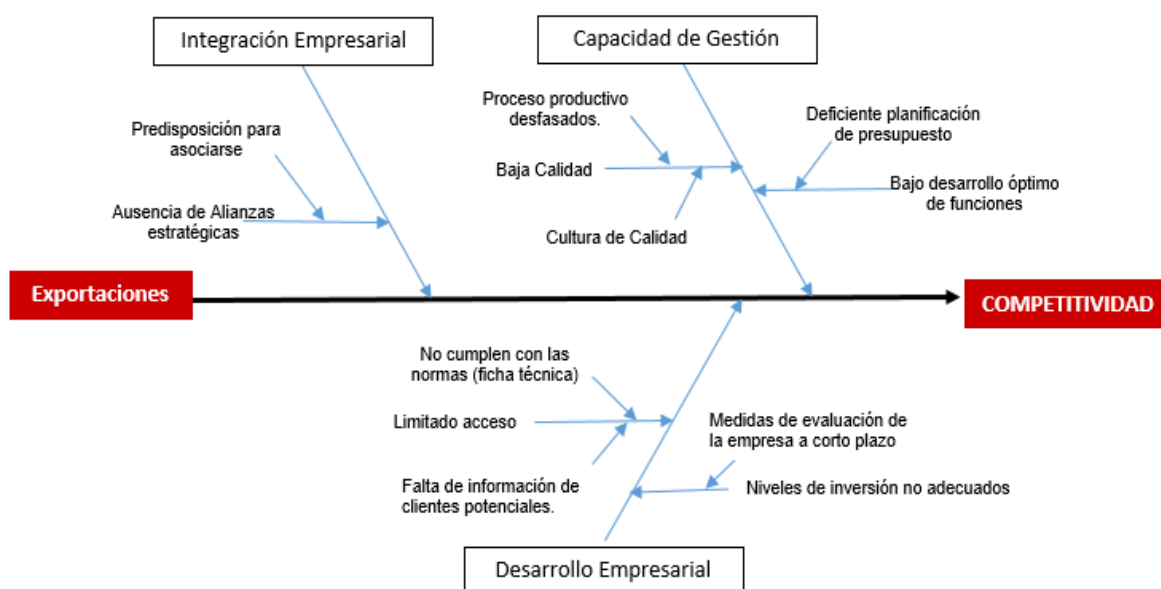 Integración Empresarial
Capacidad de Gestión
Proceso productivo
desfasados.
Deficiente planificación
de presupuesto
Predisposición para
asociarse
Baja Calidad
Bajo desarrollo óptimo
de funciones
Ausencia de Alianzas
estratégicas
Cultura de Calidad
Exportaciones
COMPETITIVIDAD
No cumplen con las
normas (ficha técnica)
Limitado acceso
Medidas de evaluación de
la empresa a corto plazo
Falta de información de
clientes potenciales.
Niveles de inversión no adecuados
Desarrollo Empresarial